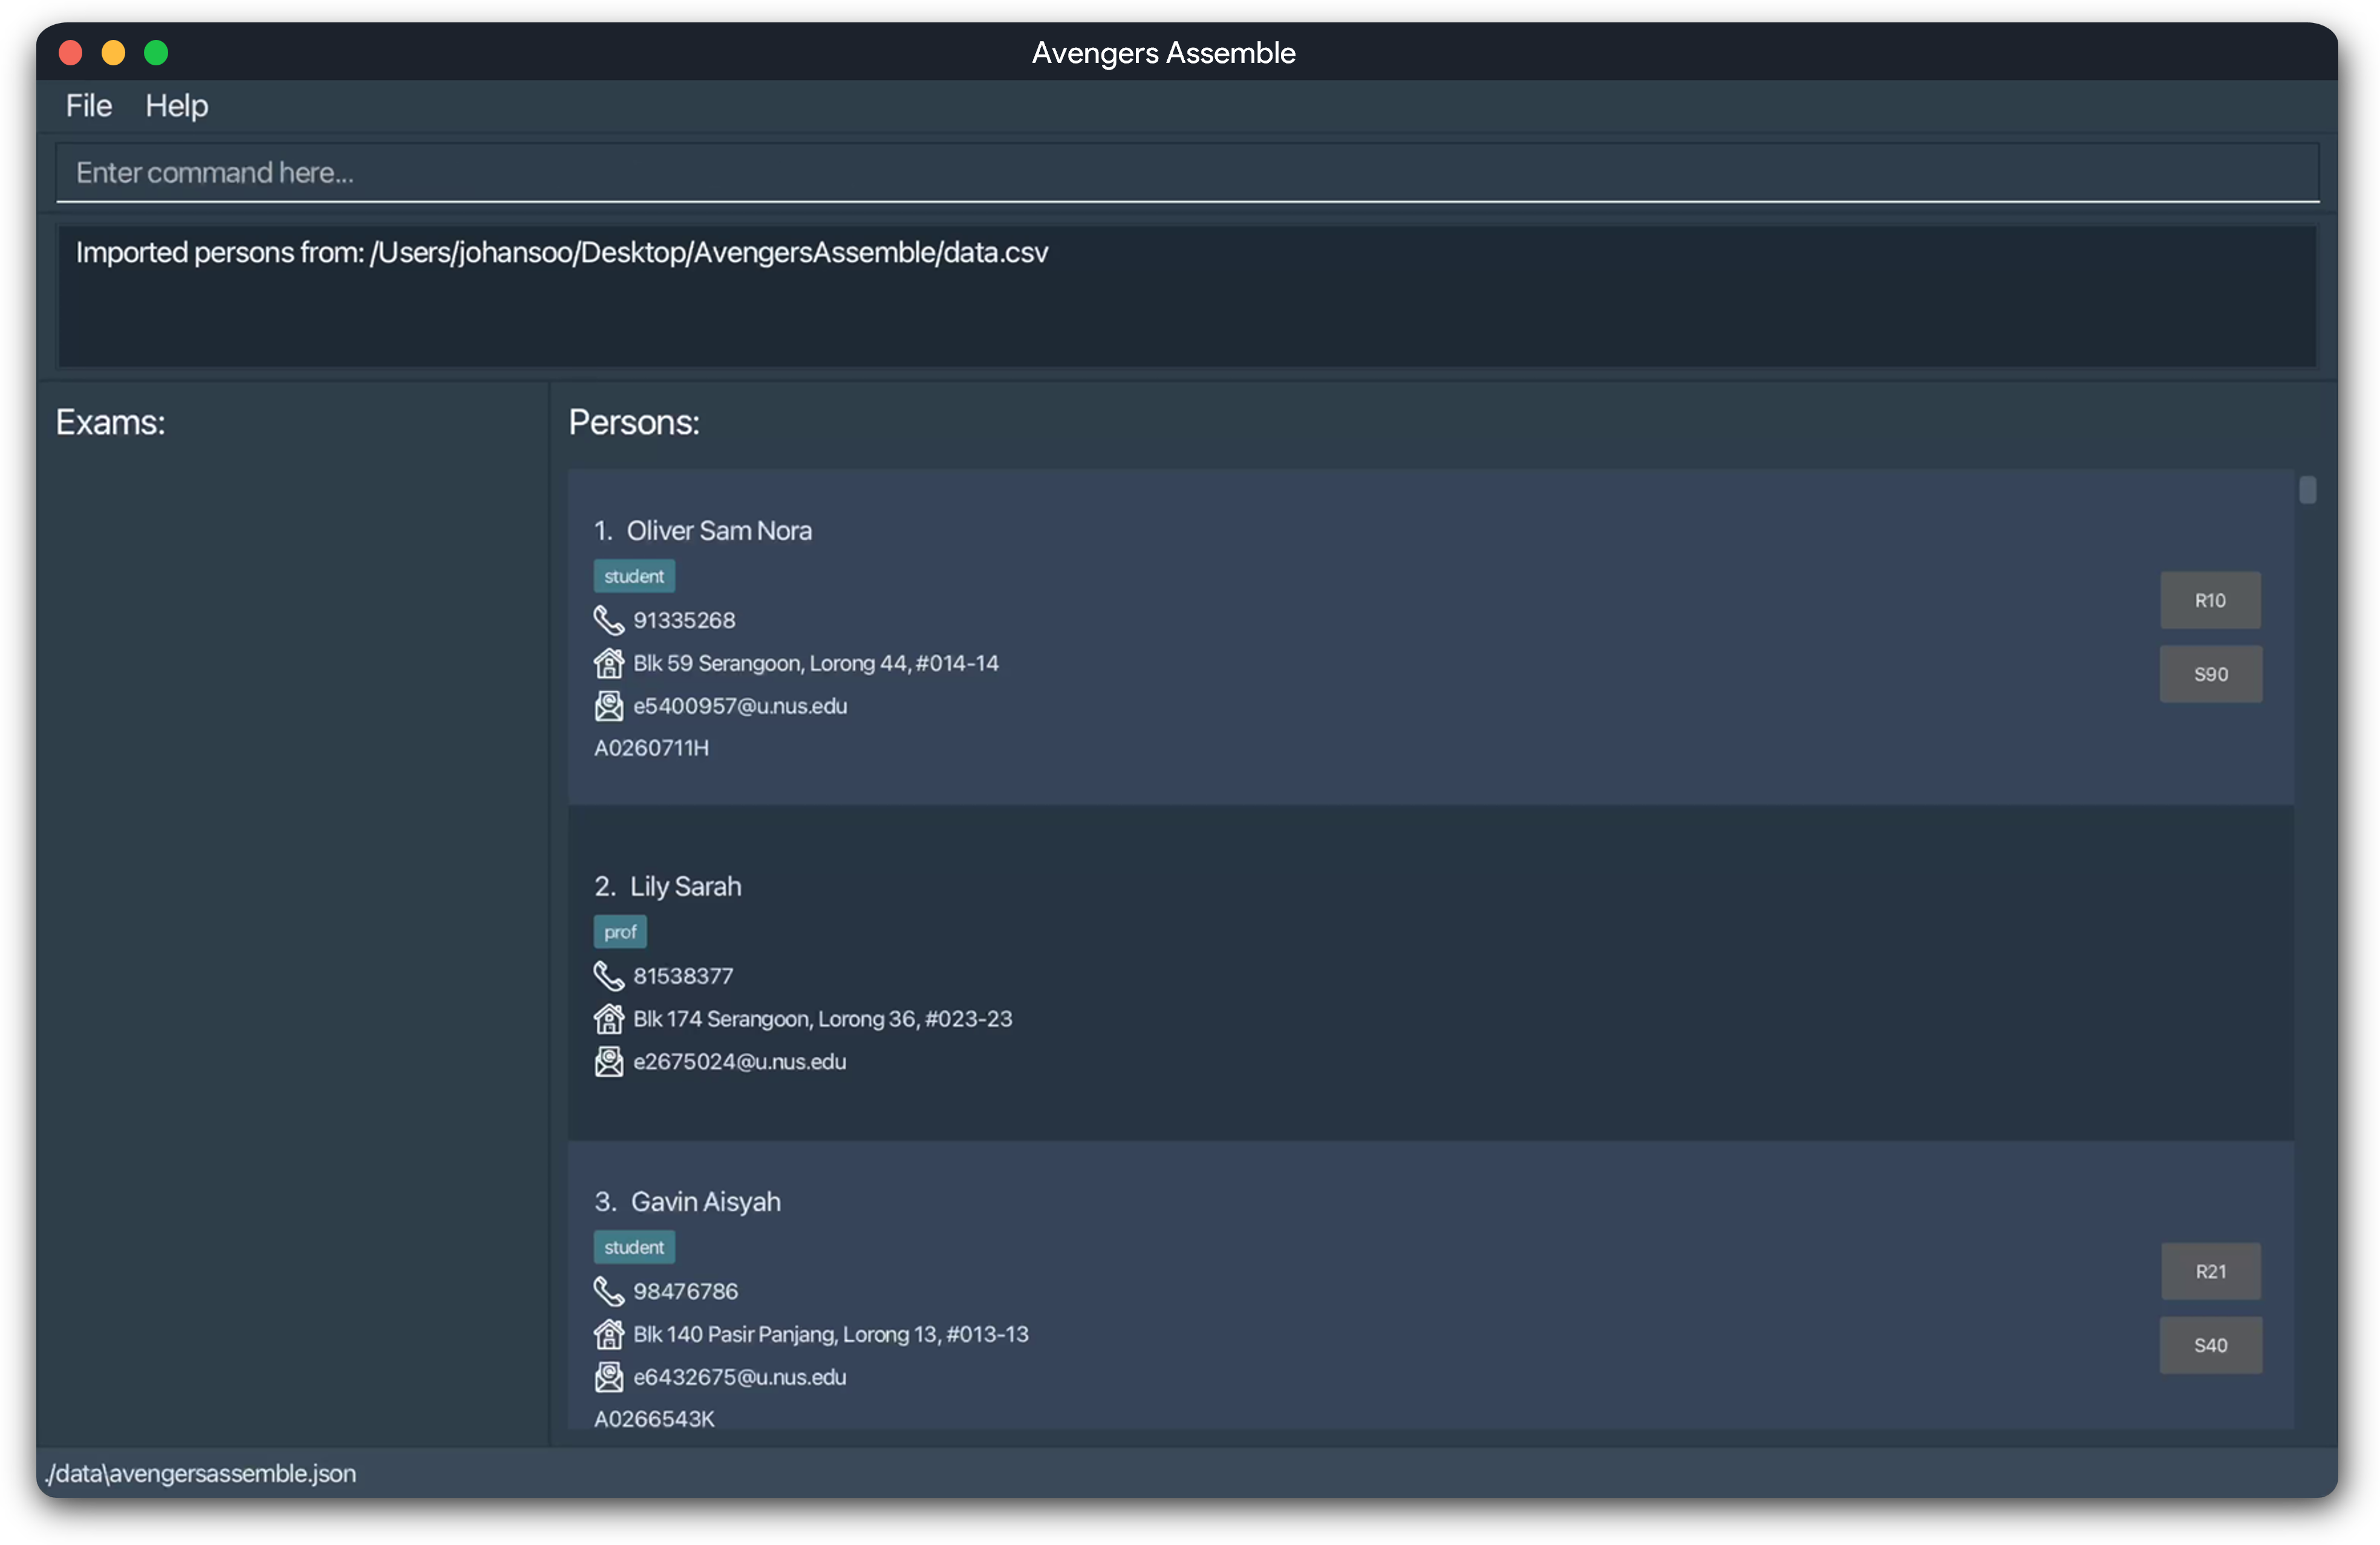 Avengers Assemble
File Help
Enter command here...
Imported persons from: /Users/johansoo/Desktop/AvengersAssemble/data.csv
Exams:
Persons:
1. Oliver Sam Nora
student
91335268
Blk 59 Serangoon, Lorong 44, #014-14
e5400957@u.nus.edu
A0260711H
R10
S90
2. Lily Sarah
prof
81538377
Blk 174 Serangoon, Lorong 36, #023-23
e2675024@u.nus.edu
3. Gavin Aisyah
student
98476786
Blk 140 Pasir Panjang, Lorong 13, #013-13
e6432675@u.nus.edu
A0266543K
R21
S40
./data\avengersassemble.json